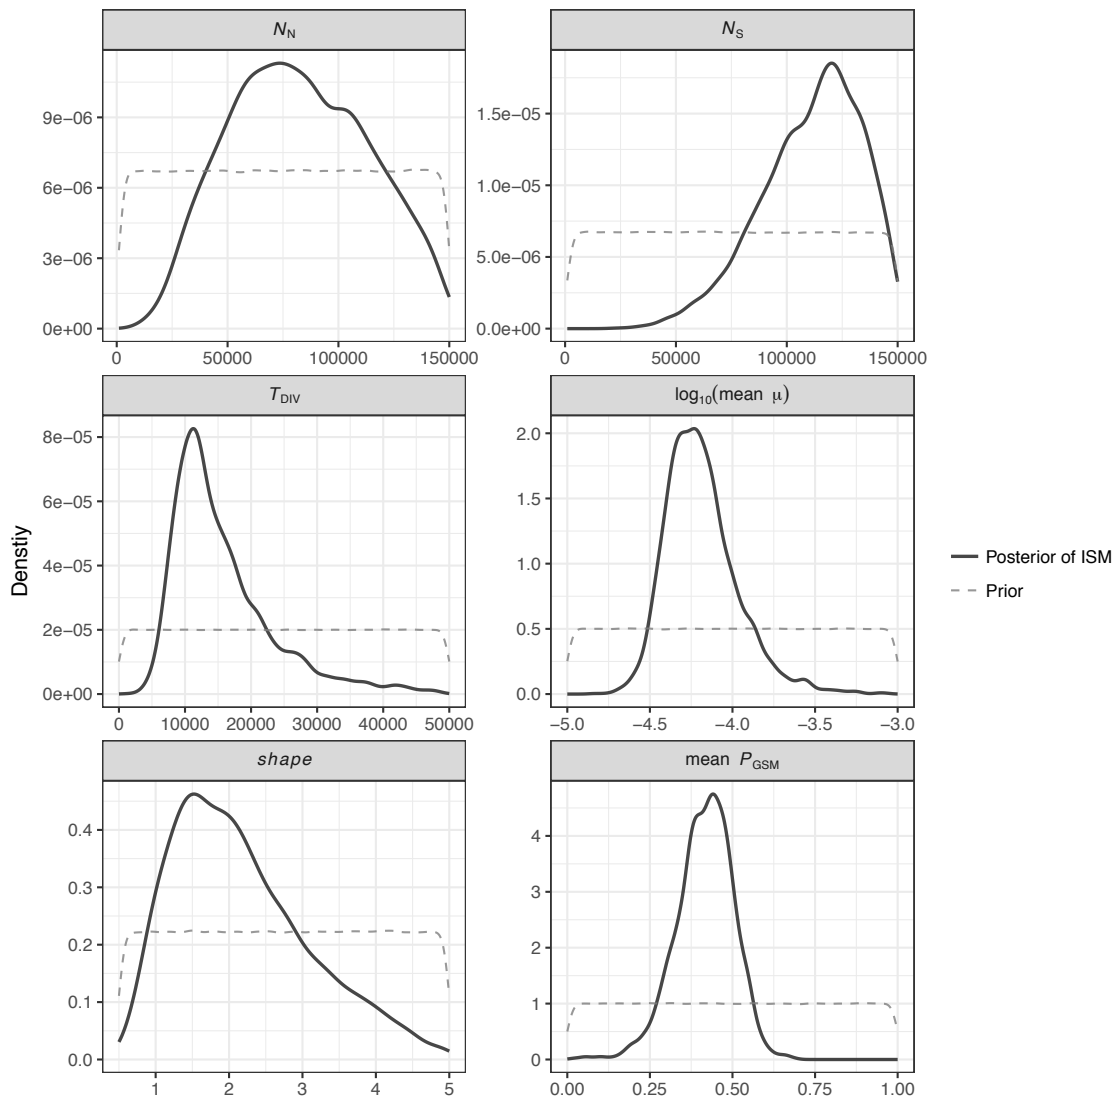 N_N
N_S
9e−06
6e−06
3e−06
0e+00
1.5e−05
1.0e−05
5.0e−06
0.0e+00
0 50000 100000 150000
0 50000 100000 150000
T_DIV
log₁₀(mean μ)
8e−05
6e−05
4e−05
2e−05
0e+00
2.0
1.5
1.0
0.5
0.0
0 10000 20000 30000 40000 50000
−5.0 −4.5 −4.0 −3.5 −3.0
Denstiy
Posterior of ISM
Prior
shape
mean P_GSM
0.4
0.3
0.2
0.1
0.0
4
3
2
1
0
1 2 3 4 5
0.00 0.25 0.50 0.75 1.00